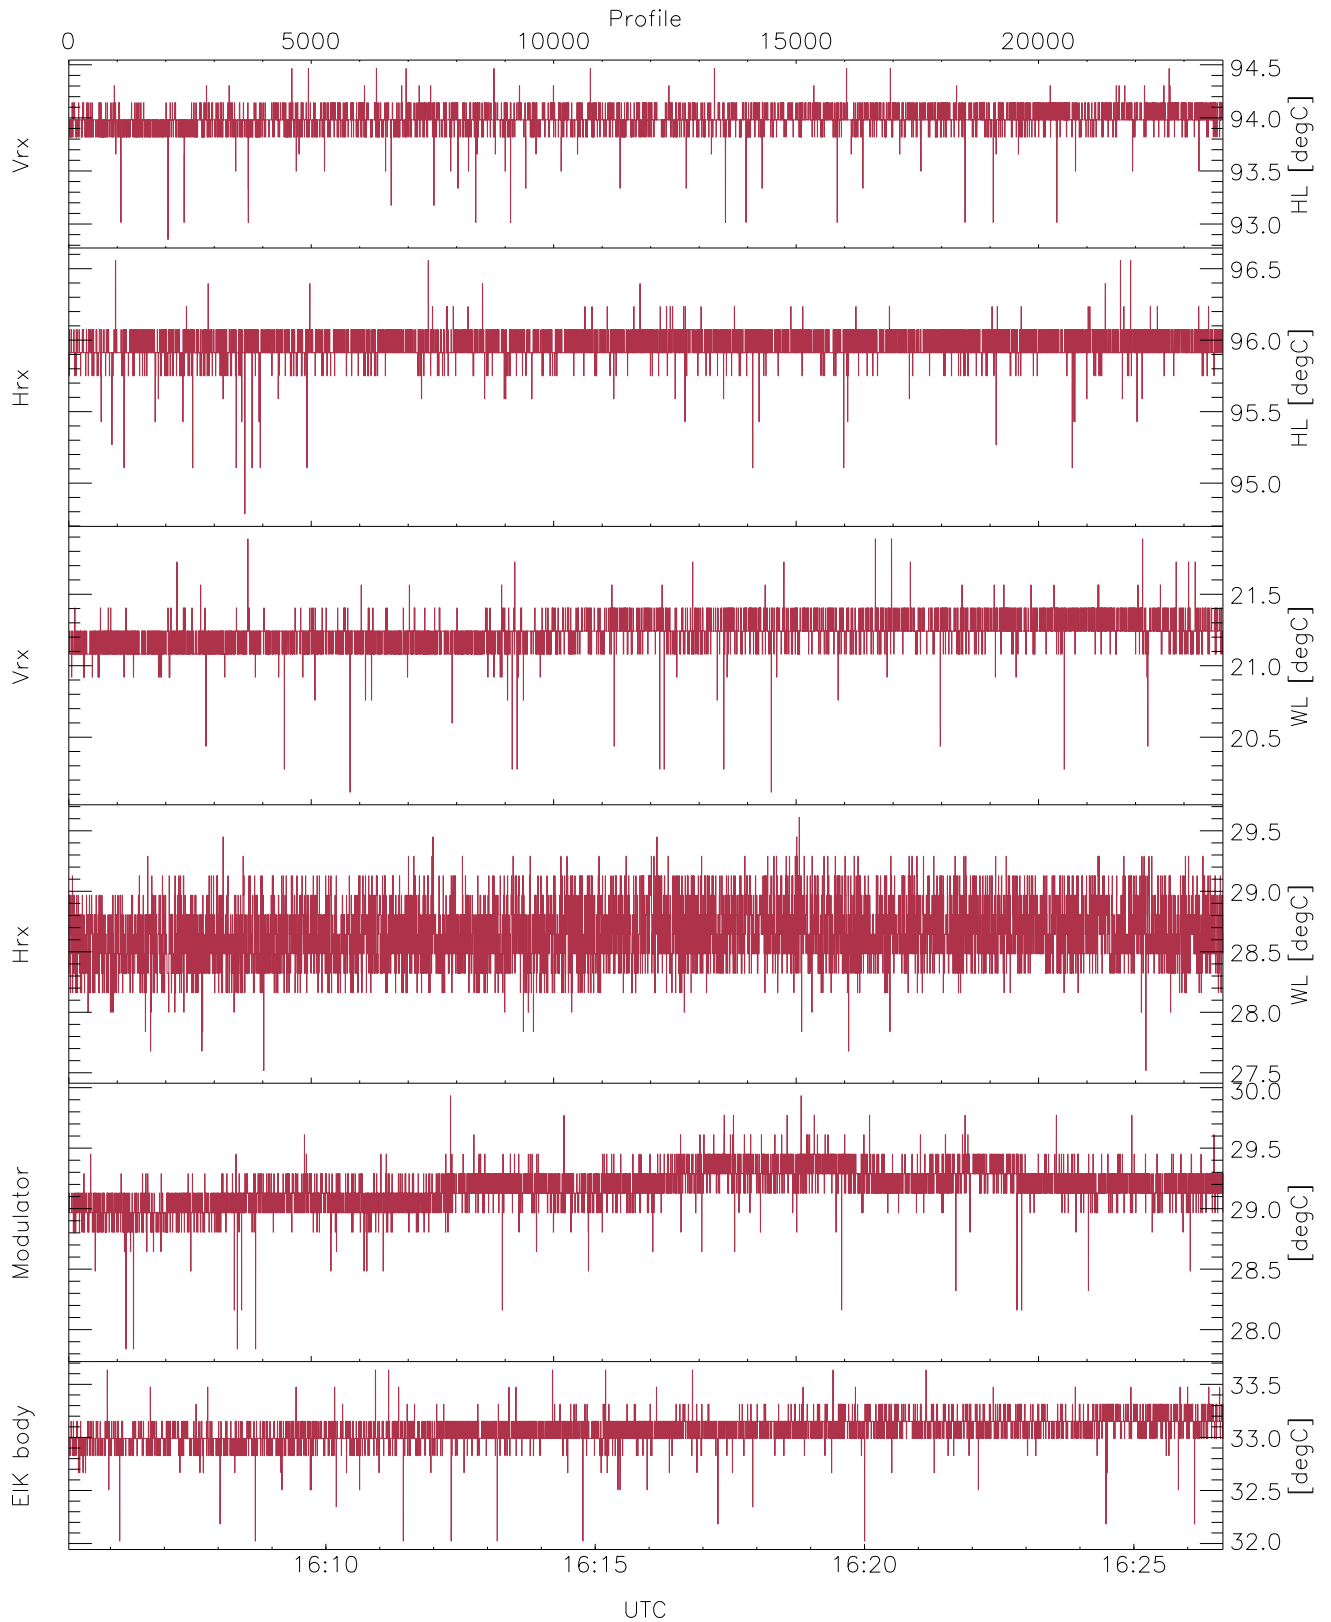 Profile
0 5000 10000 15000 20000
Vrx
94.5
94.0
93.5
93.0
HL [degC]
Hrx
96.5
96.0
95.5
95.0
HL [degC]
Vrx
21.5
21.0
20.5
WL [degC]
Hrx
29.5
29.0
28.5
28.0
27.5
WL [degC]
Modulator
30.0
29.5
29.0
28.5
28.0
[degC]
EIK body
33.5
33.0
32.5
32.0
[degC]
16:10 16:15 16:20 16:25
UTC